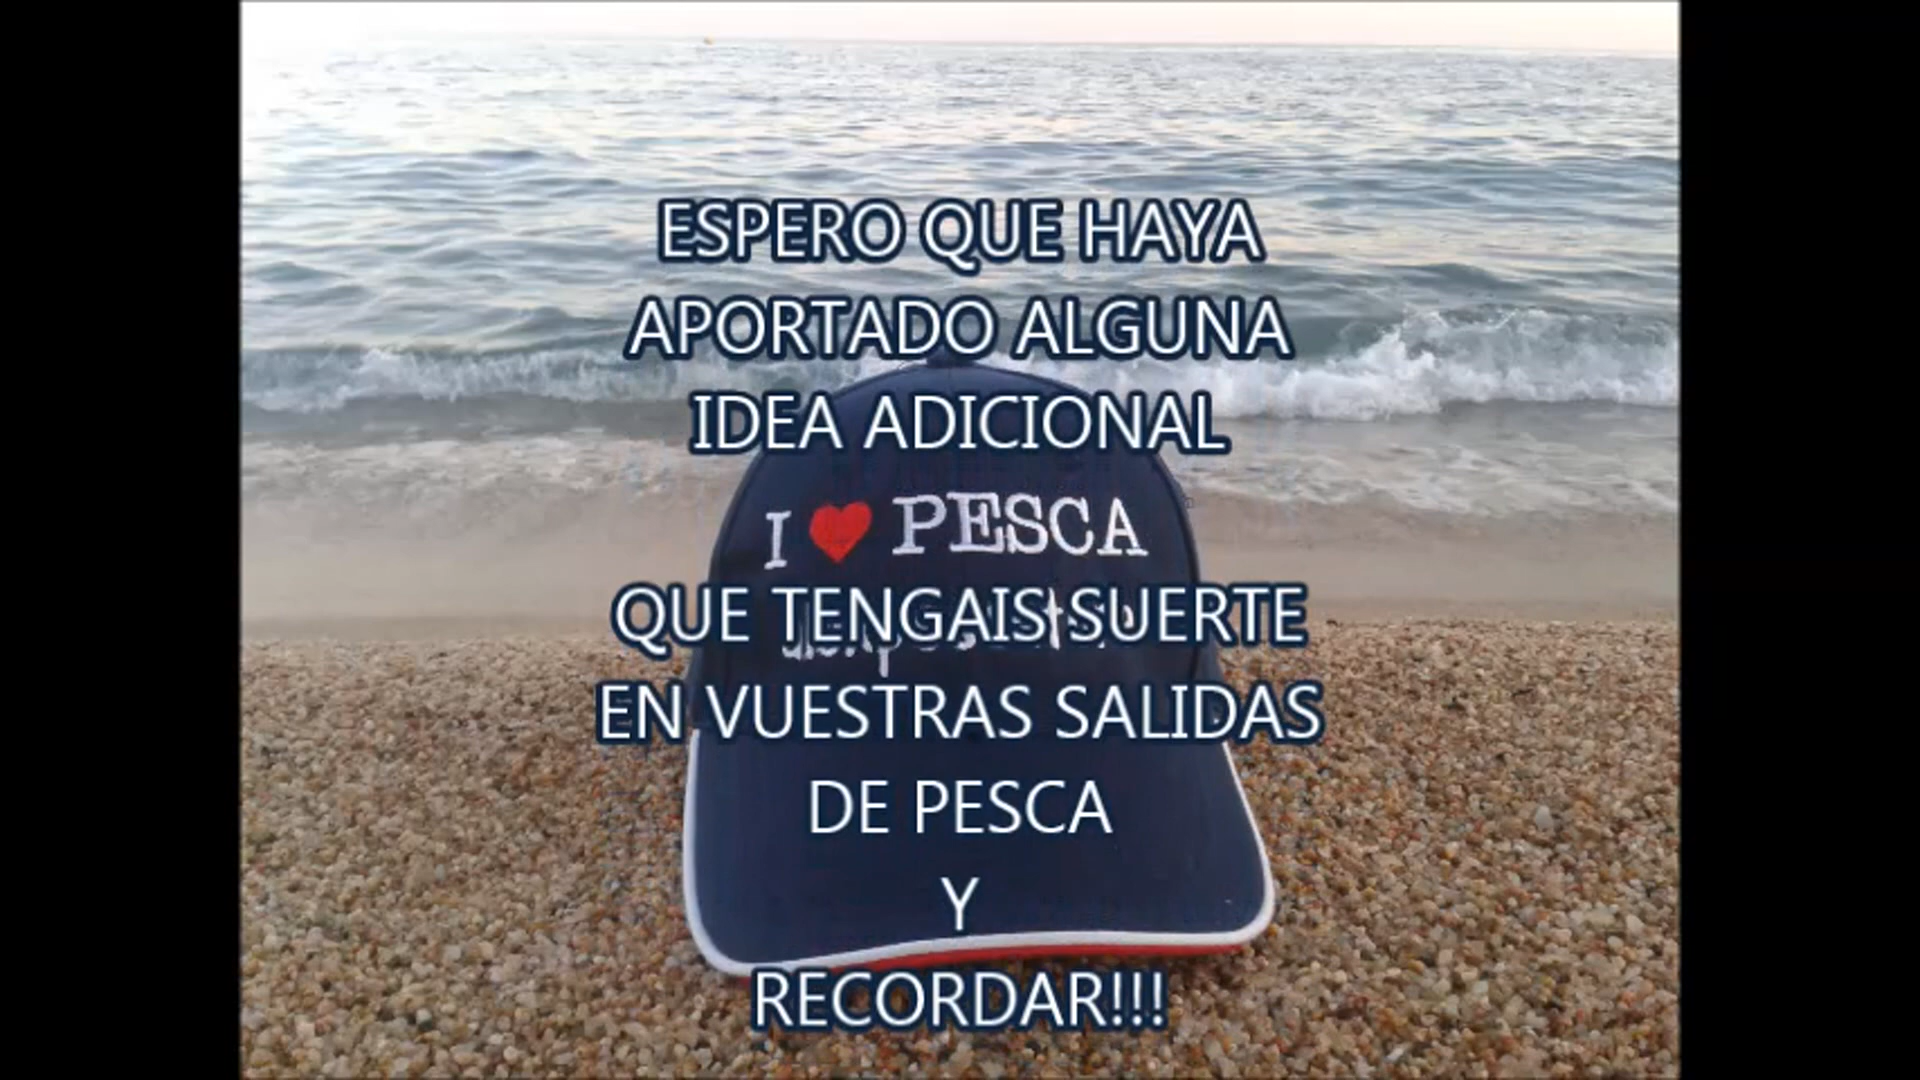 ESPERO QUE HAYA
APORTADO ALGUNA
IDEA ADICIONAL
I ❤ PESCA
QUE TENGAIS SUERTE
EN VUESTRAS SALIDAS
DE PESCA
Y
RECORDAR!!!